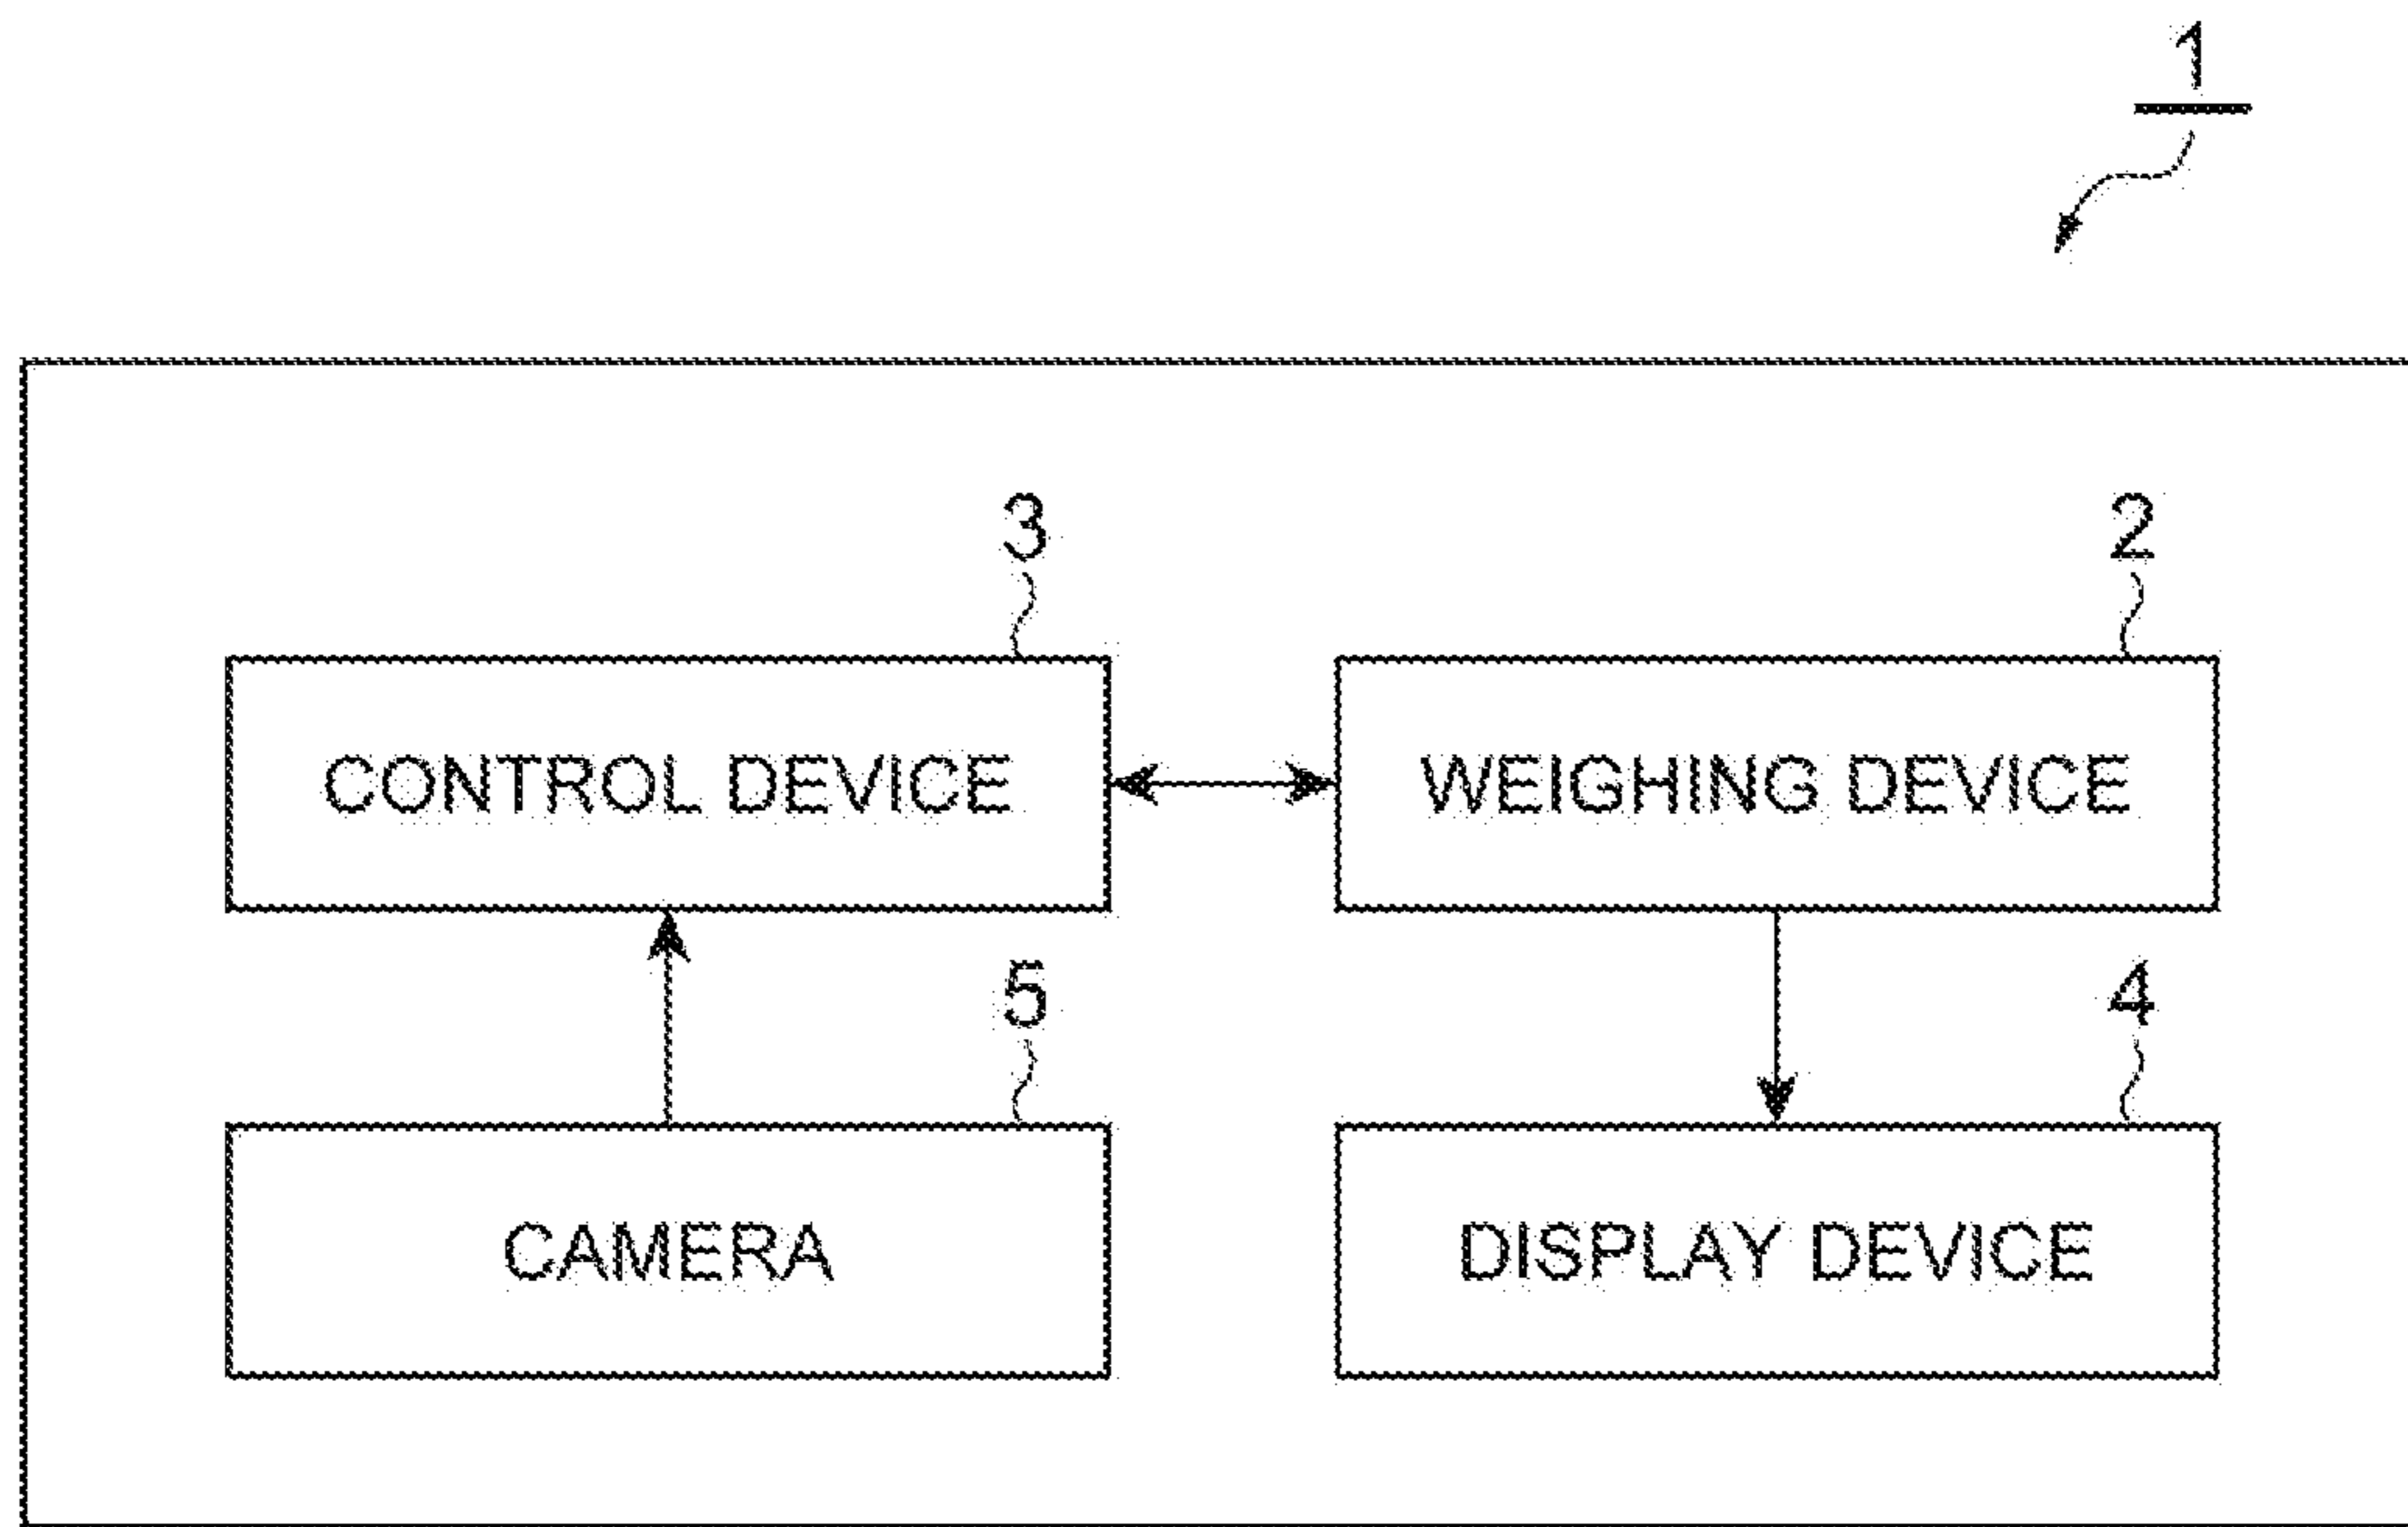 1
3
2
CONTROL DEVICE
WEIGHING DEVICE
5
4
CAMERA
DISPLAY DEVICE